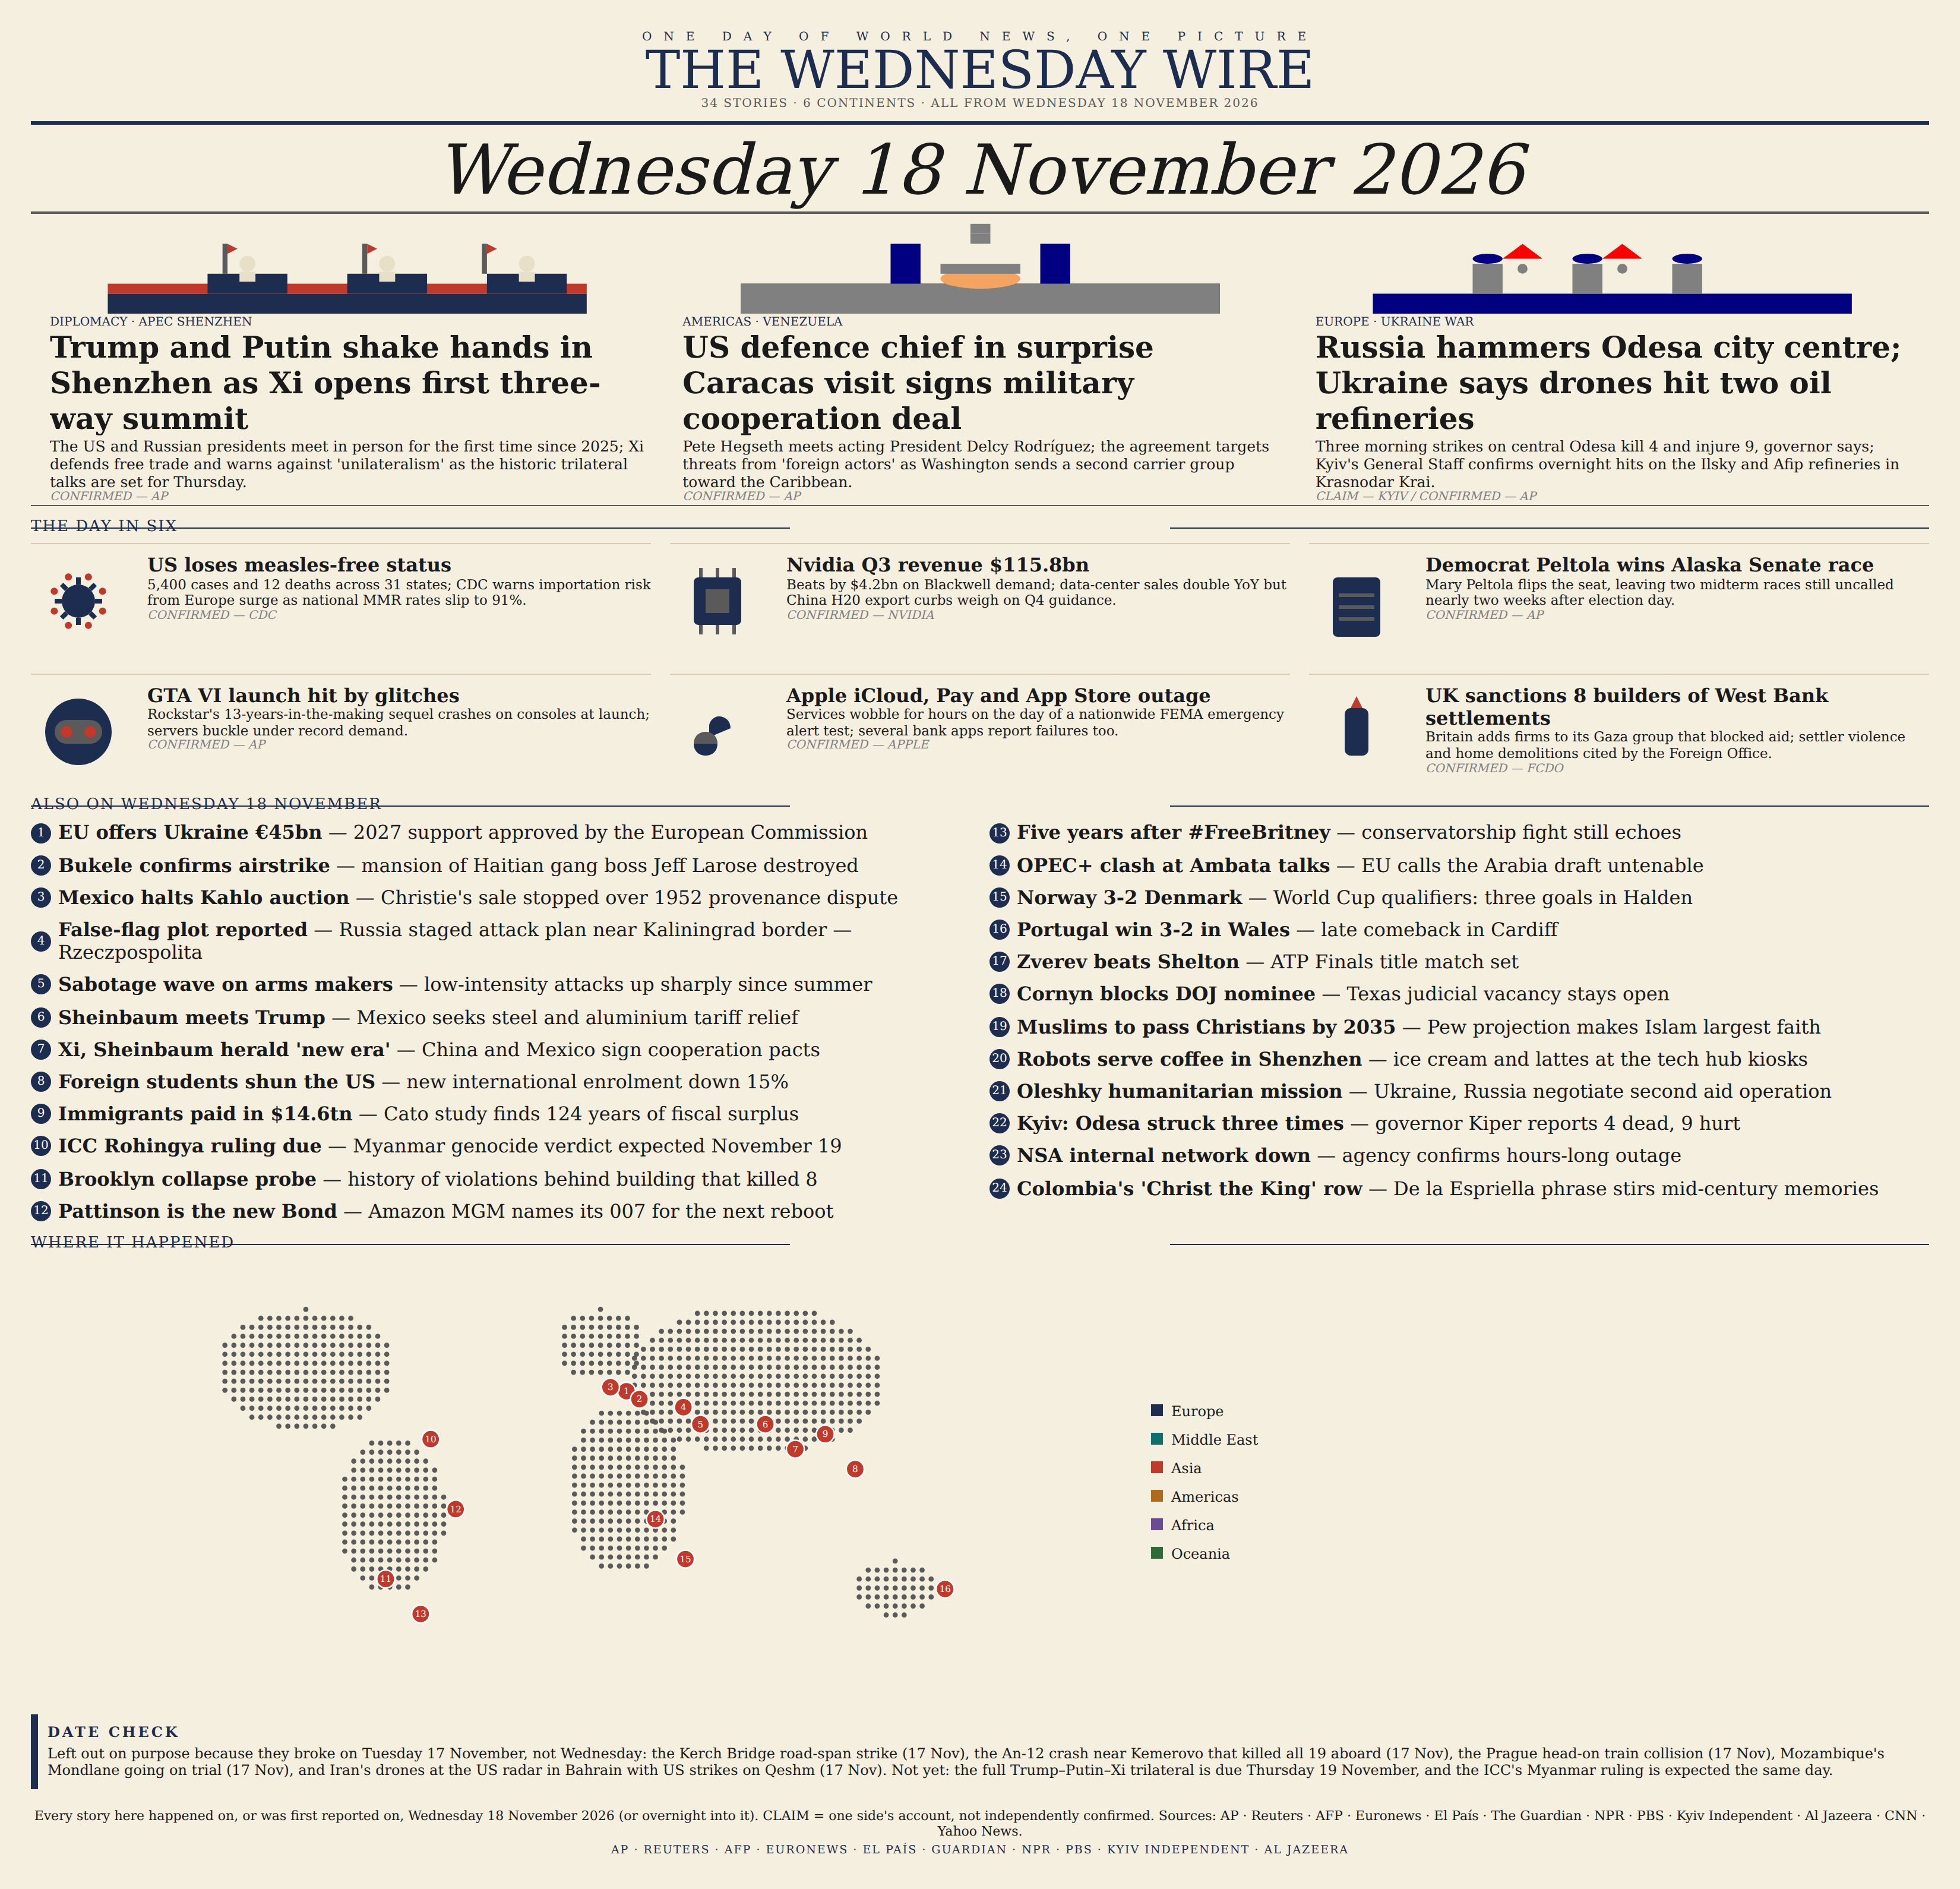 ONE DAY OF WORLD NEWS, ONE PICTURE
THE WEDNESDAY WIRE
34 STORIES · 6 CONTINENTS · ALL FROM WEDNESDAY 18 NOVEMBER 2026
Wednesday 18 November 2026
DIPLOMACY · APEC SHENZHEN
Trump and Putin shake hands in
Shenzhen as Xi opens first three-
way summit
The US and Russian presidents meet in person for the first time since 2025; Xi
defends free trade and warns against 'unilateralism' as the historic trilateral
talks are set for Thursday.
CONFIRMED — AP
AMERICAS · VENEZUELA
US defence chief in surprise
Caracas visit signs military
cooperation deal
Pete Hegseth meets acting President Delcy Rodríguez; the agreement targets
threats from 'foreign actors' as Washington sends a second carrier group
toward the Caribbean.
CONFIRMED — AP
EUROPE · UKRAINE WAR
Russia hammers Odesa city centre;
Ukraine says drones hit two oil
refineries
Three morning strikes on central Odesa kill 4 and injure 9, governor says;
Kyiv's General Staff confirms overnight hits on the Ilsky and Afip refineries in
Krasnodar Krai.
CLAIM — KYIV / CONFIRMED — AP
THE DAY IN SIX
US loses measles-free status
5,400 cases and 12 deaths across 31 states; CDC warns importation risk
from Europe surge as national MMR rates slip to 91%.
CONFIRMED — CDC
Nvidia Q3 revenue $115.8bn
Beats by $4.2bn on Blackwell demand; data-center sales double YoY but
China H20 export curbs weigh on Q4 guidance.
CONFIRMED — NVIDIA
Democrat Peltola wins Alaska Senate race
Mary Peltola flips the seat, leaving two midterm races still uncalled
nearly two weeks after election day.
CONFIRMED — AP
GTA VI launch hit by glitches
Rockstar's 13-years-in-the-making sequel crashes on consoles at launch;
servers buckle under record demand.
CONFIRMED — AP
Apple iCloud, Pay and App Store outage
Services wobble for hours on the day of a nationwide FEMA emergency
alert test; several bank apps report failures too.
CONFIRMED — APPLE
UK sanctions 8 builders of West Bank
settlements
Britain adds firms to its Gaza group that blocked aid; settler violence
and home demolitions cited by the Foreign Office.
CONFIRMED — FCDO
ALSO ON WEDNESDAY 18 NOVEMBER
1 EU offers Ukraine €45bn — 2027 support approved by the European Commission
2 Bukele confirms airstrike — mansion of Haitian gang boss Jeff Larose destroyed
3 Mexico halts Kahlo auction — Christie's sale stopped over 1952 provenance dispute
4 False-flag plot reported — Russia staged attack plan near Kaliningrad border —
Rzeczpospolita
5 Sabotage wave on arms makers — low-intensity attacks up sharply since summer
6 Sheinbaum meets Trump — Mexico seeks steel and aluminium tariff relief
7 Xi, Sheinbaum herald 'new era' — China and Mexico sign cooperation pacts
8 Foreign students shun the US — new international enrolment down 15%
9 Immigrants paid in $14.6tn — Cato study finds 124 years of fiscal surplus
10 ICC Rohingya ruling due — Myanmar genocide verdict expected November 19
11 Brooklyn collapse probe — history of violations behind building that killed 8
12 Pattinson is the new Bond — Amazon MGM names its 007 for the next reboot
13 Five years after #FreeBritney — conservatorship fight still echoes
14 OPEC+ clash at Ambata talks — EU calls the Arabia draft untenable
15 Norway 3-2 Denmark — World Cup qualifiers: three goals in Halden
16 Portugal win 3-2 in Wales — late comeback in Cardiff
17 Zverev beats Shelton — ATP Finals title match set
18 Cornyn blocks DOJ nominee — Texas judicial vacancy stays open
19 Muslims to pass Christians by 2035 — Pew projection makes Islam largest faith
20 Robots serve coffee in Shenzhen — ice cream and lattes at the tech hub kiosks
21 Oleshky humanitarian mission — Ukraine, Russia negotiate second aid operation
22 Kyiv: Odesa struck three times — governor Kiper reports 4 dead, 9 hurt
23 NSA internal network down — agency confirms hours-long outage
24 Colombia's 'Christ the King' row — De la Espriella phrase stirs mid-century memories
WHERE IT HAPPENED
3
1
2
4
5
6
9
7
8
10
12
14
15
11
13
16
Europe
Middle East
Asia
Americas
Africa
Oceania
DATE CHECK
Left out on purpose because they broke on Tuesday 17 November, not Wednesday: the Kerch Bridge road-span strike (17 Nov), the An-12 crash near Kemerovo that killed all 19 aboard (17 Nov), the Prague head-on train collision (17 Nov), Mozambique's
Mondlane going on trial (17 Nov), and Iran's drones at the US radar in Bahrain with US strikes on Qeshm (17 Nov). Not yet: the full Trump–Putin–Xi trilateral is due Thursday 19 November, and the ICC's Myanmar ruling is expected the same day.
Every story here happened on, or was first reported on, Wednesday 18 November 2026 (or overnight into it). CLAIM = one side's account, not independently confirmed. Sources: AP · Reuters · AFP · Euronews · El País · The Guardian · NPR · PBS · Kyiv Independent · Al Jazeera · CNN ·
Yahoo News.
AP · REUTERS · AFP · EURONEWS · EL PAÍS · GUARDIAN · NPR · PBS · KYIV INDEPENDENT · AL JAZEERA